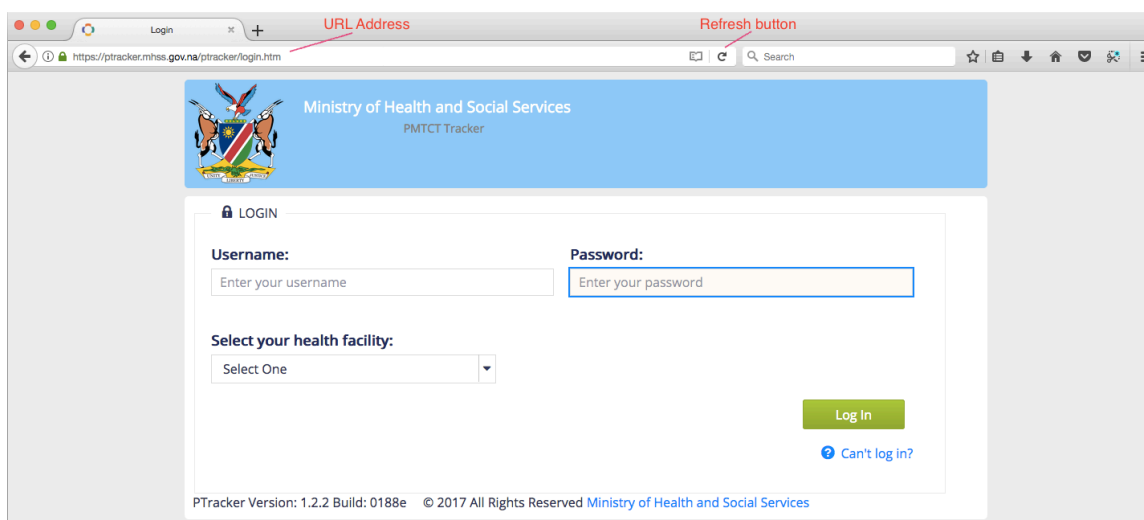 URL Address
Refresh button
Login
https://ptracker.mhss.gov.na/ptracker/login.htm
Search
Ministry of Health and Social Services
PMTCT Tracker
UNITY LIBERTY JUSTICE
LOGIN
Username:
Password:
Enter your username
Enter your password
Select your health facility:
Select One
Log In
Can't log in?
PTracker Version: 1.2.2 Build: 0188e © 2017 All Rights Reserved Ministry of Health and Social Services